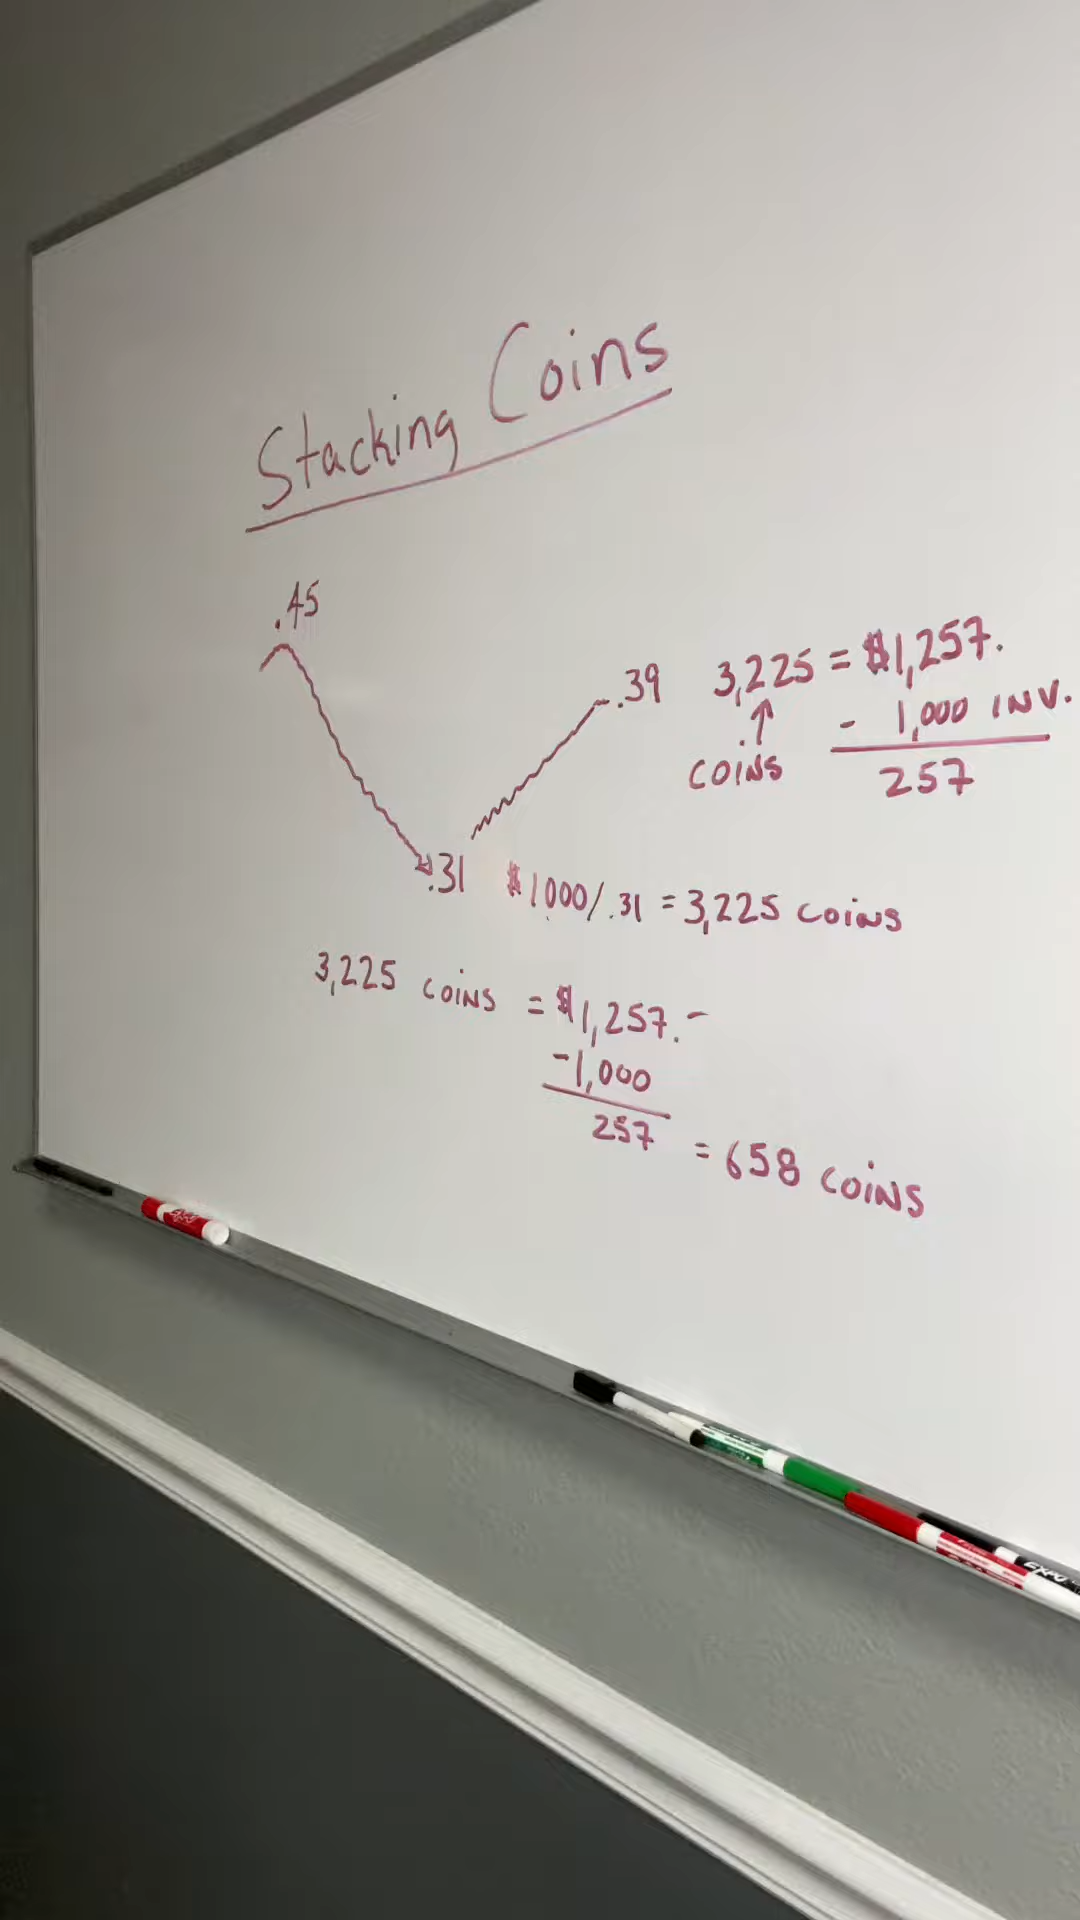 Stacking Coins
.45
.39 3,225 = $1,257.
- 1,000 INV.
COINS
257
.31 $1000/.31 = 3,225 COINS
3,225 COINS = $1,257.-
-1,000
257 = 658 COINS
EXPO